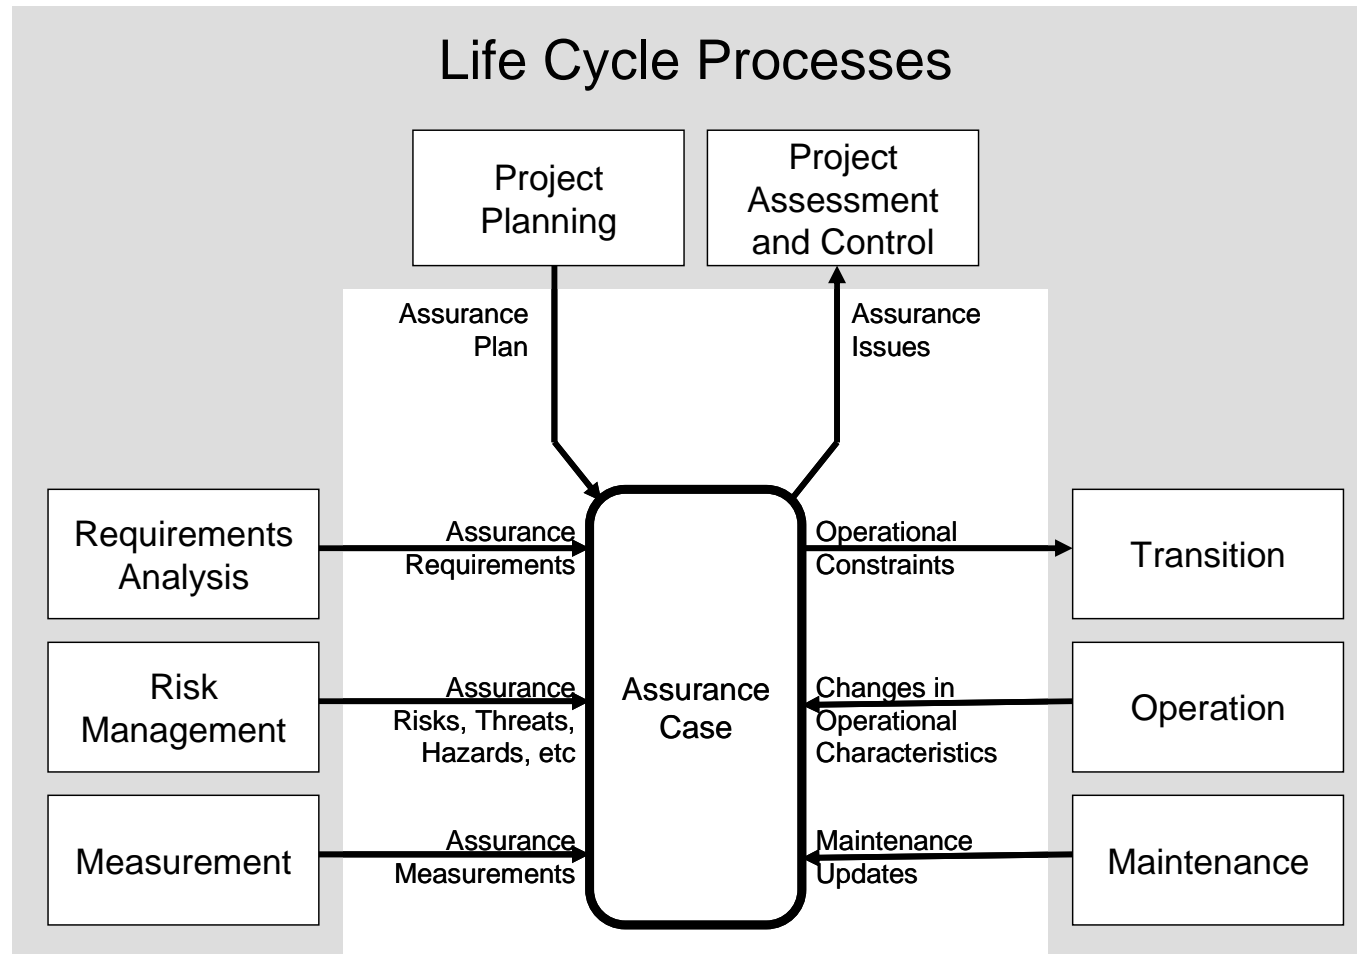 Life Cycle Processes
Project
Planning
Project
Assessment
and Control
Assurance
Plan
Assurance
Issues
Requirements
Analysis
Assurance
Requirements
Operational
Constraints
Transition
Risk
Management
Assurance
Risks, Threats,
Hazards, etc
Assurance
Case
Changes in
Operational
Characteristics
Operation
Measurement
Assurance
Measurements
Maintenance
Updates
Maintenance